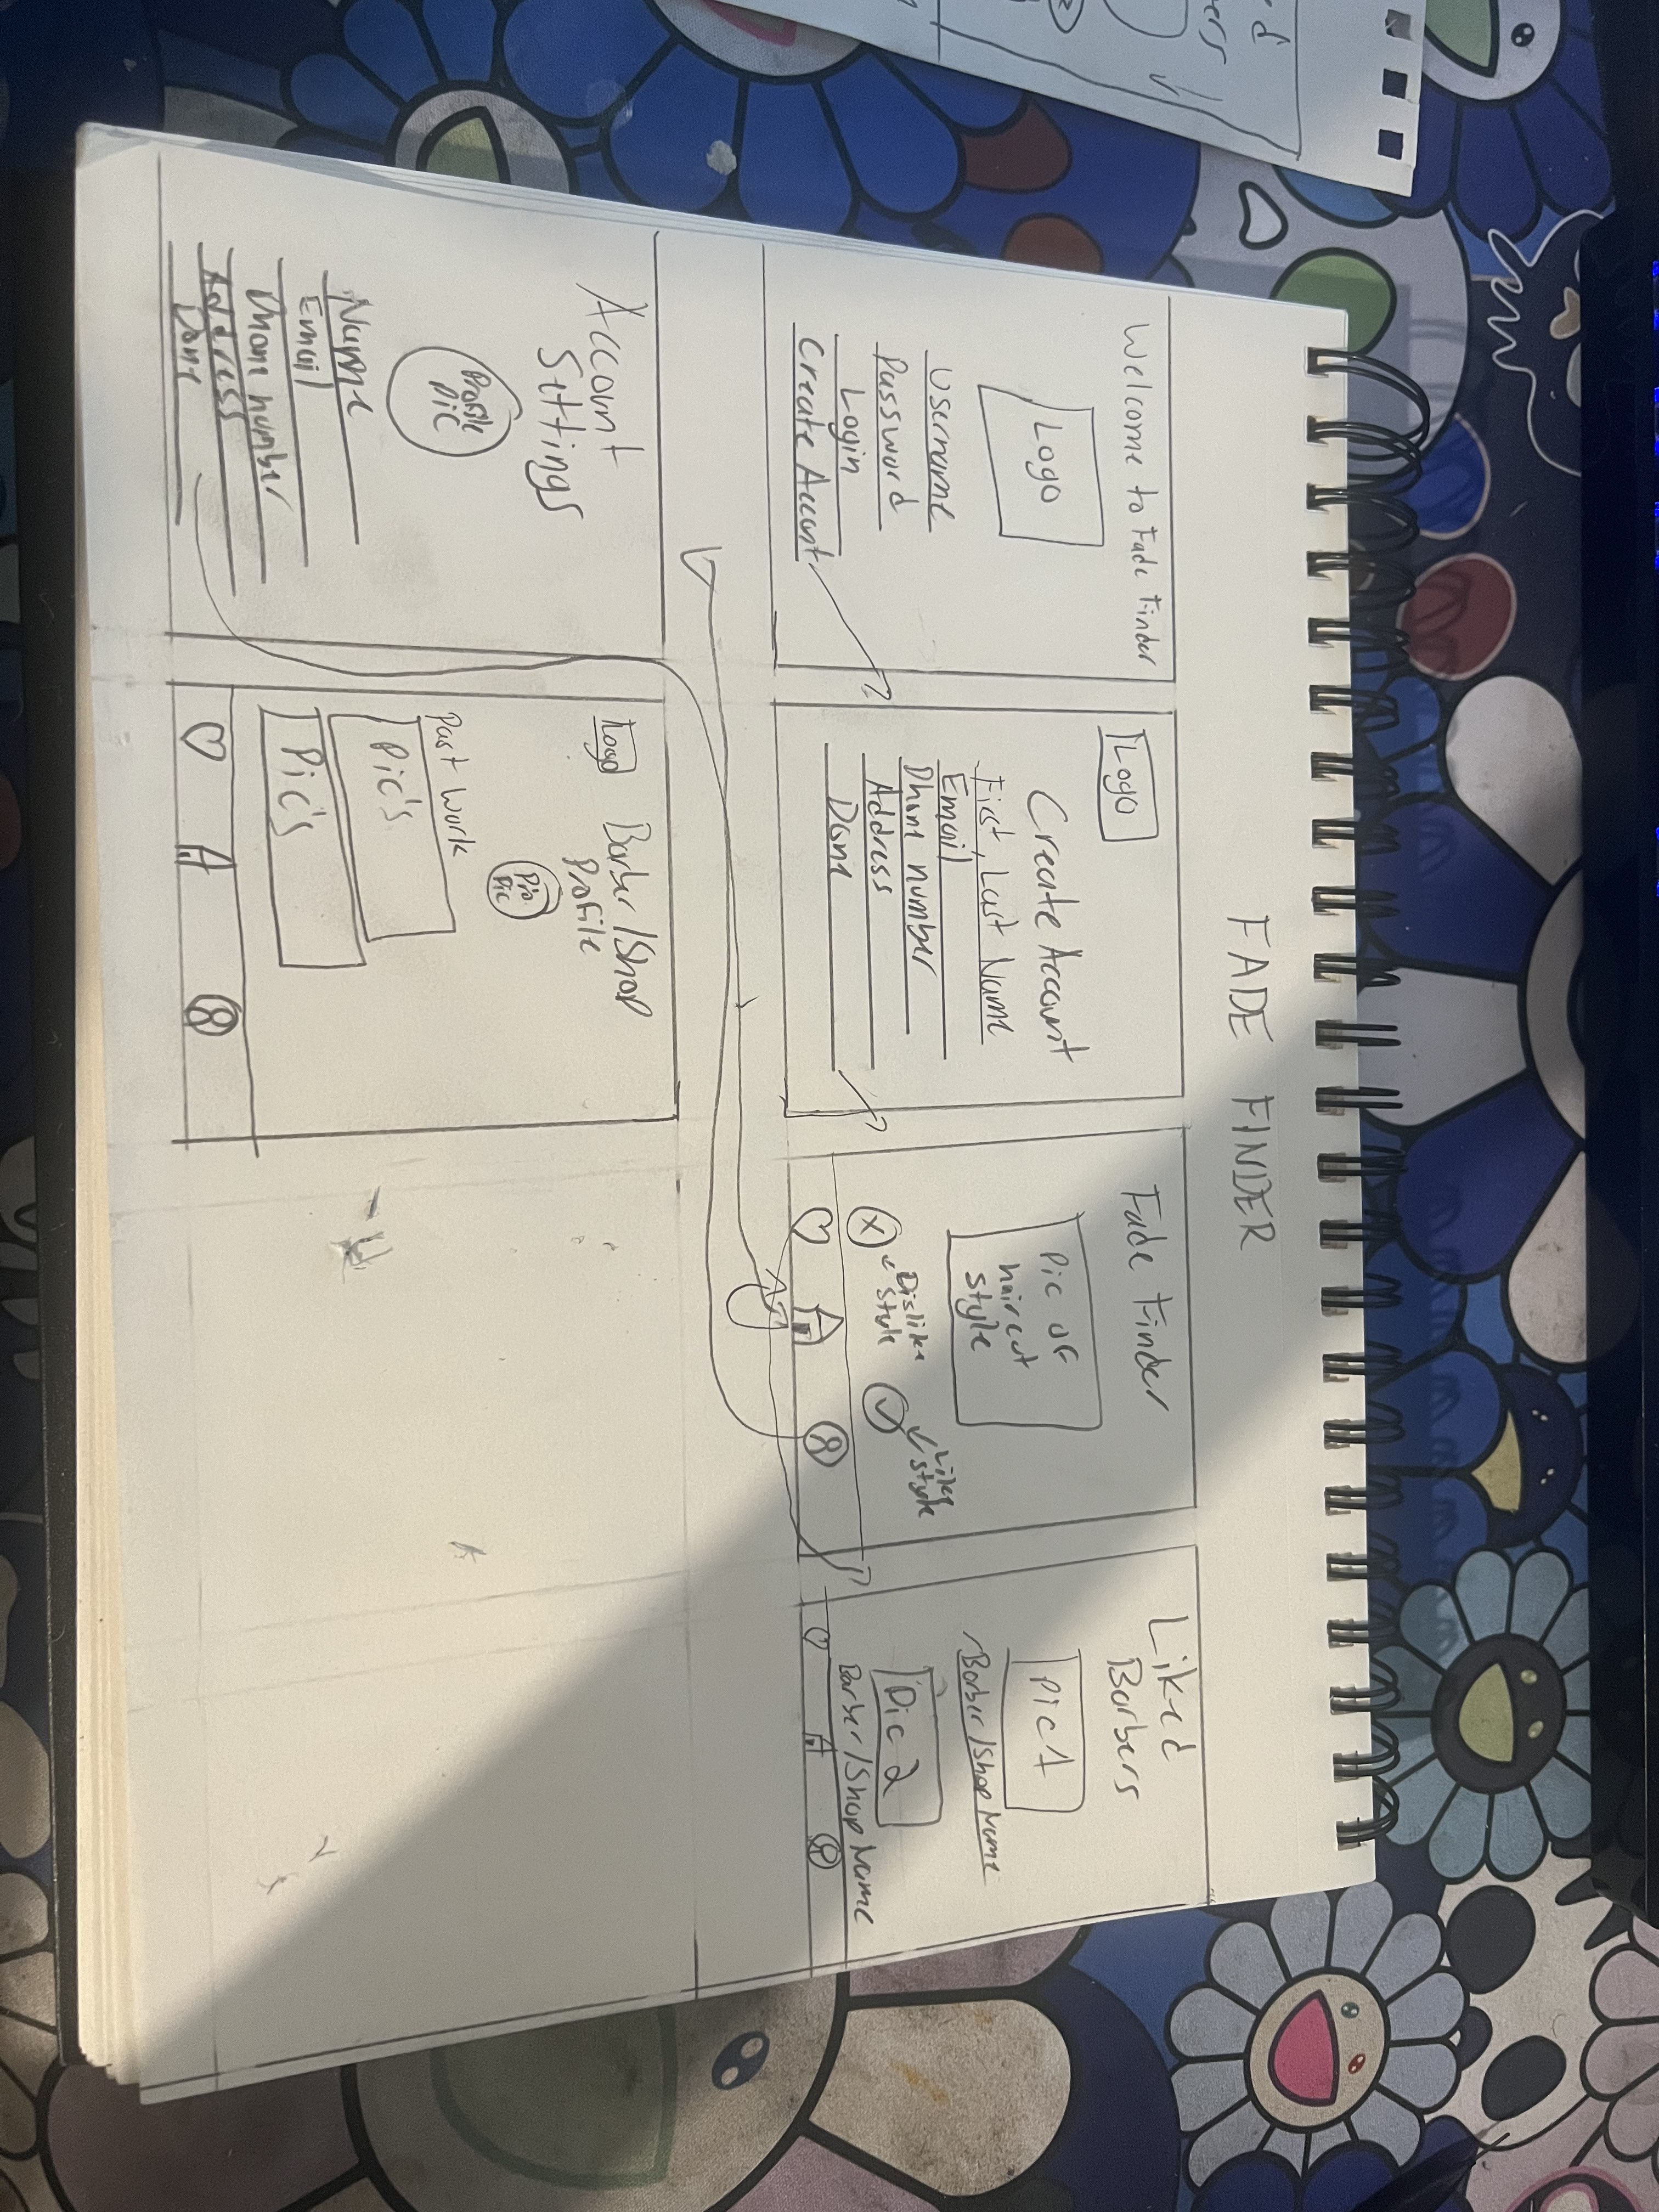 FADE FINDER
Welcome to Fade Finder
Logo
Username
Password
Login
Create Accont
Logo
Create Account
First, Last Name
Email
Phone number
Address
Done
Fade Finder
Pic of
haircut
style
Dislike
style
Like
style
Liked
Barbers
Pic 1
Barber/Shop Name
Pic 2
Barber/Shop Name
Account
Settings
Profile
Pic
Name
Email
Phone number
Address
Done
Logo
Barber/Shop
Profile
Pro
Pic
Past Work
Pic's
Pic's